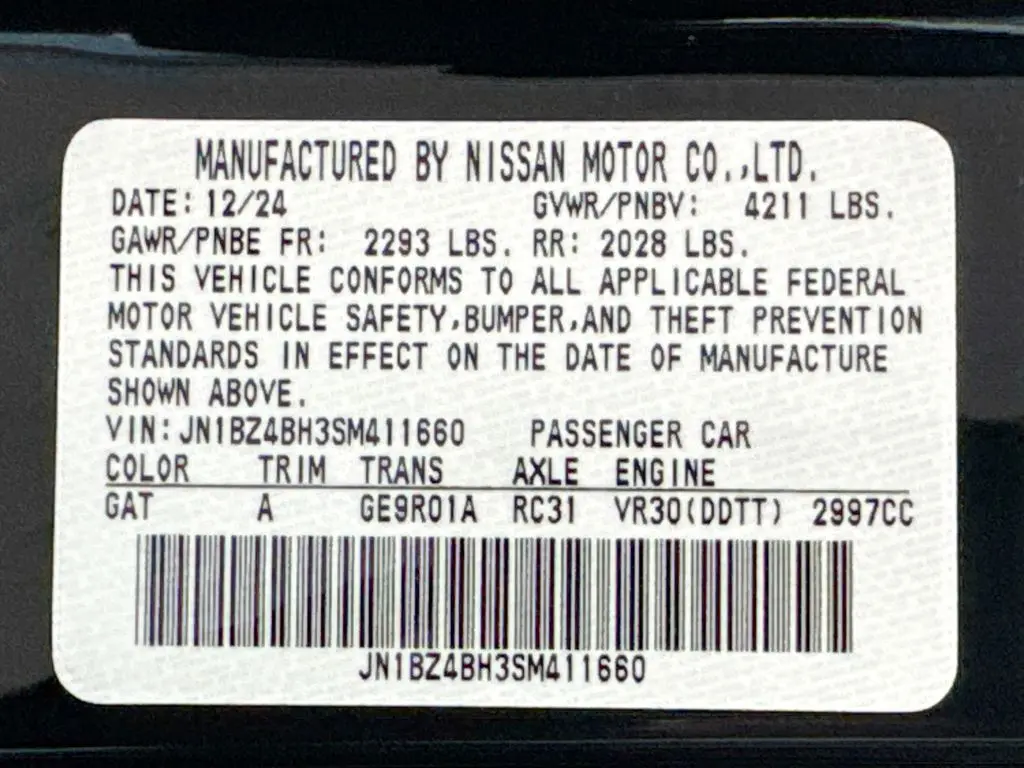 MANUFACTURED BY NISSAN MOTOR CO.,LTD.
DATE: 12/24 GVWR/PNBV: 4211 LBS.
GAWR/PNBE FR: 2293 LBS. RR: 2028 LBS.
THIS VEHICLE CONFORMS TO ALL APPLICABLE FEDERAL
MOTOR VEHICLE SAFETY,BUMPER,AND THEFT PREVENTION
STANDARDS IN EFFECT ON THE DATE OF MANUFACTURE
SHOWN ABOVE.
VIN:JN1BZ4BH3SM411660 PASSENGER CAR
COLOR TRIM TRANS AXLE ENGINE
GAT A GE9R01A RC31 VR30(DDTT) 2997CC
JN1BZ4BH3SM411660